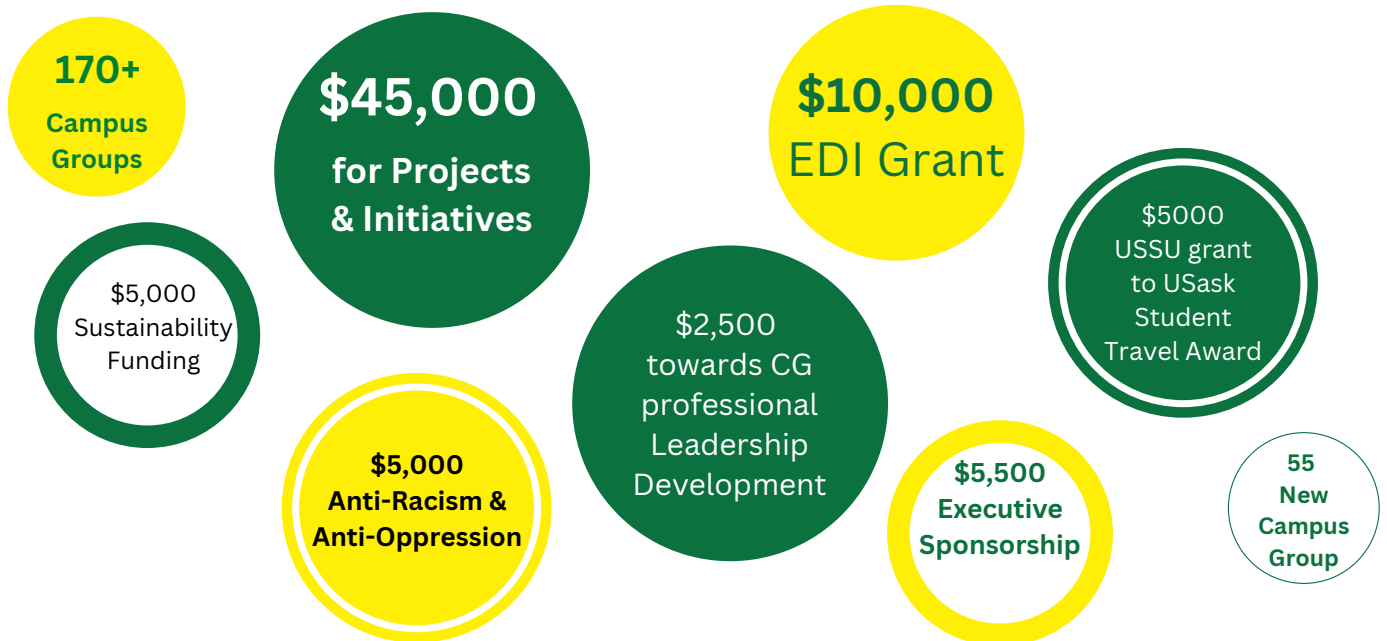 170+
Campus
Groups
$45,000
for Projects
& Initiatives
$10,000
EDI Grant
$5000
USSU grant
to USask
Student
Travel Award
$5,000
Sustainability
Funding
$2,500
towards CG
professional
Leadership
Development
$5,000
Anti-Racism &
Anti-Oppression
$5,500
Executive
Sponsorship
55
New
Campus
Group